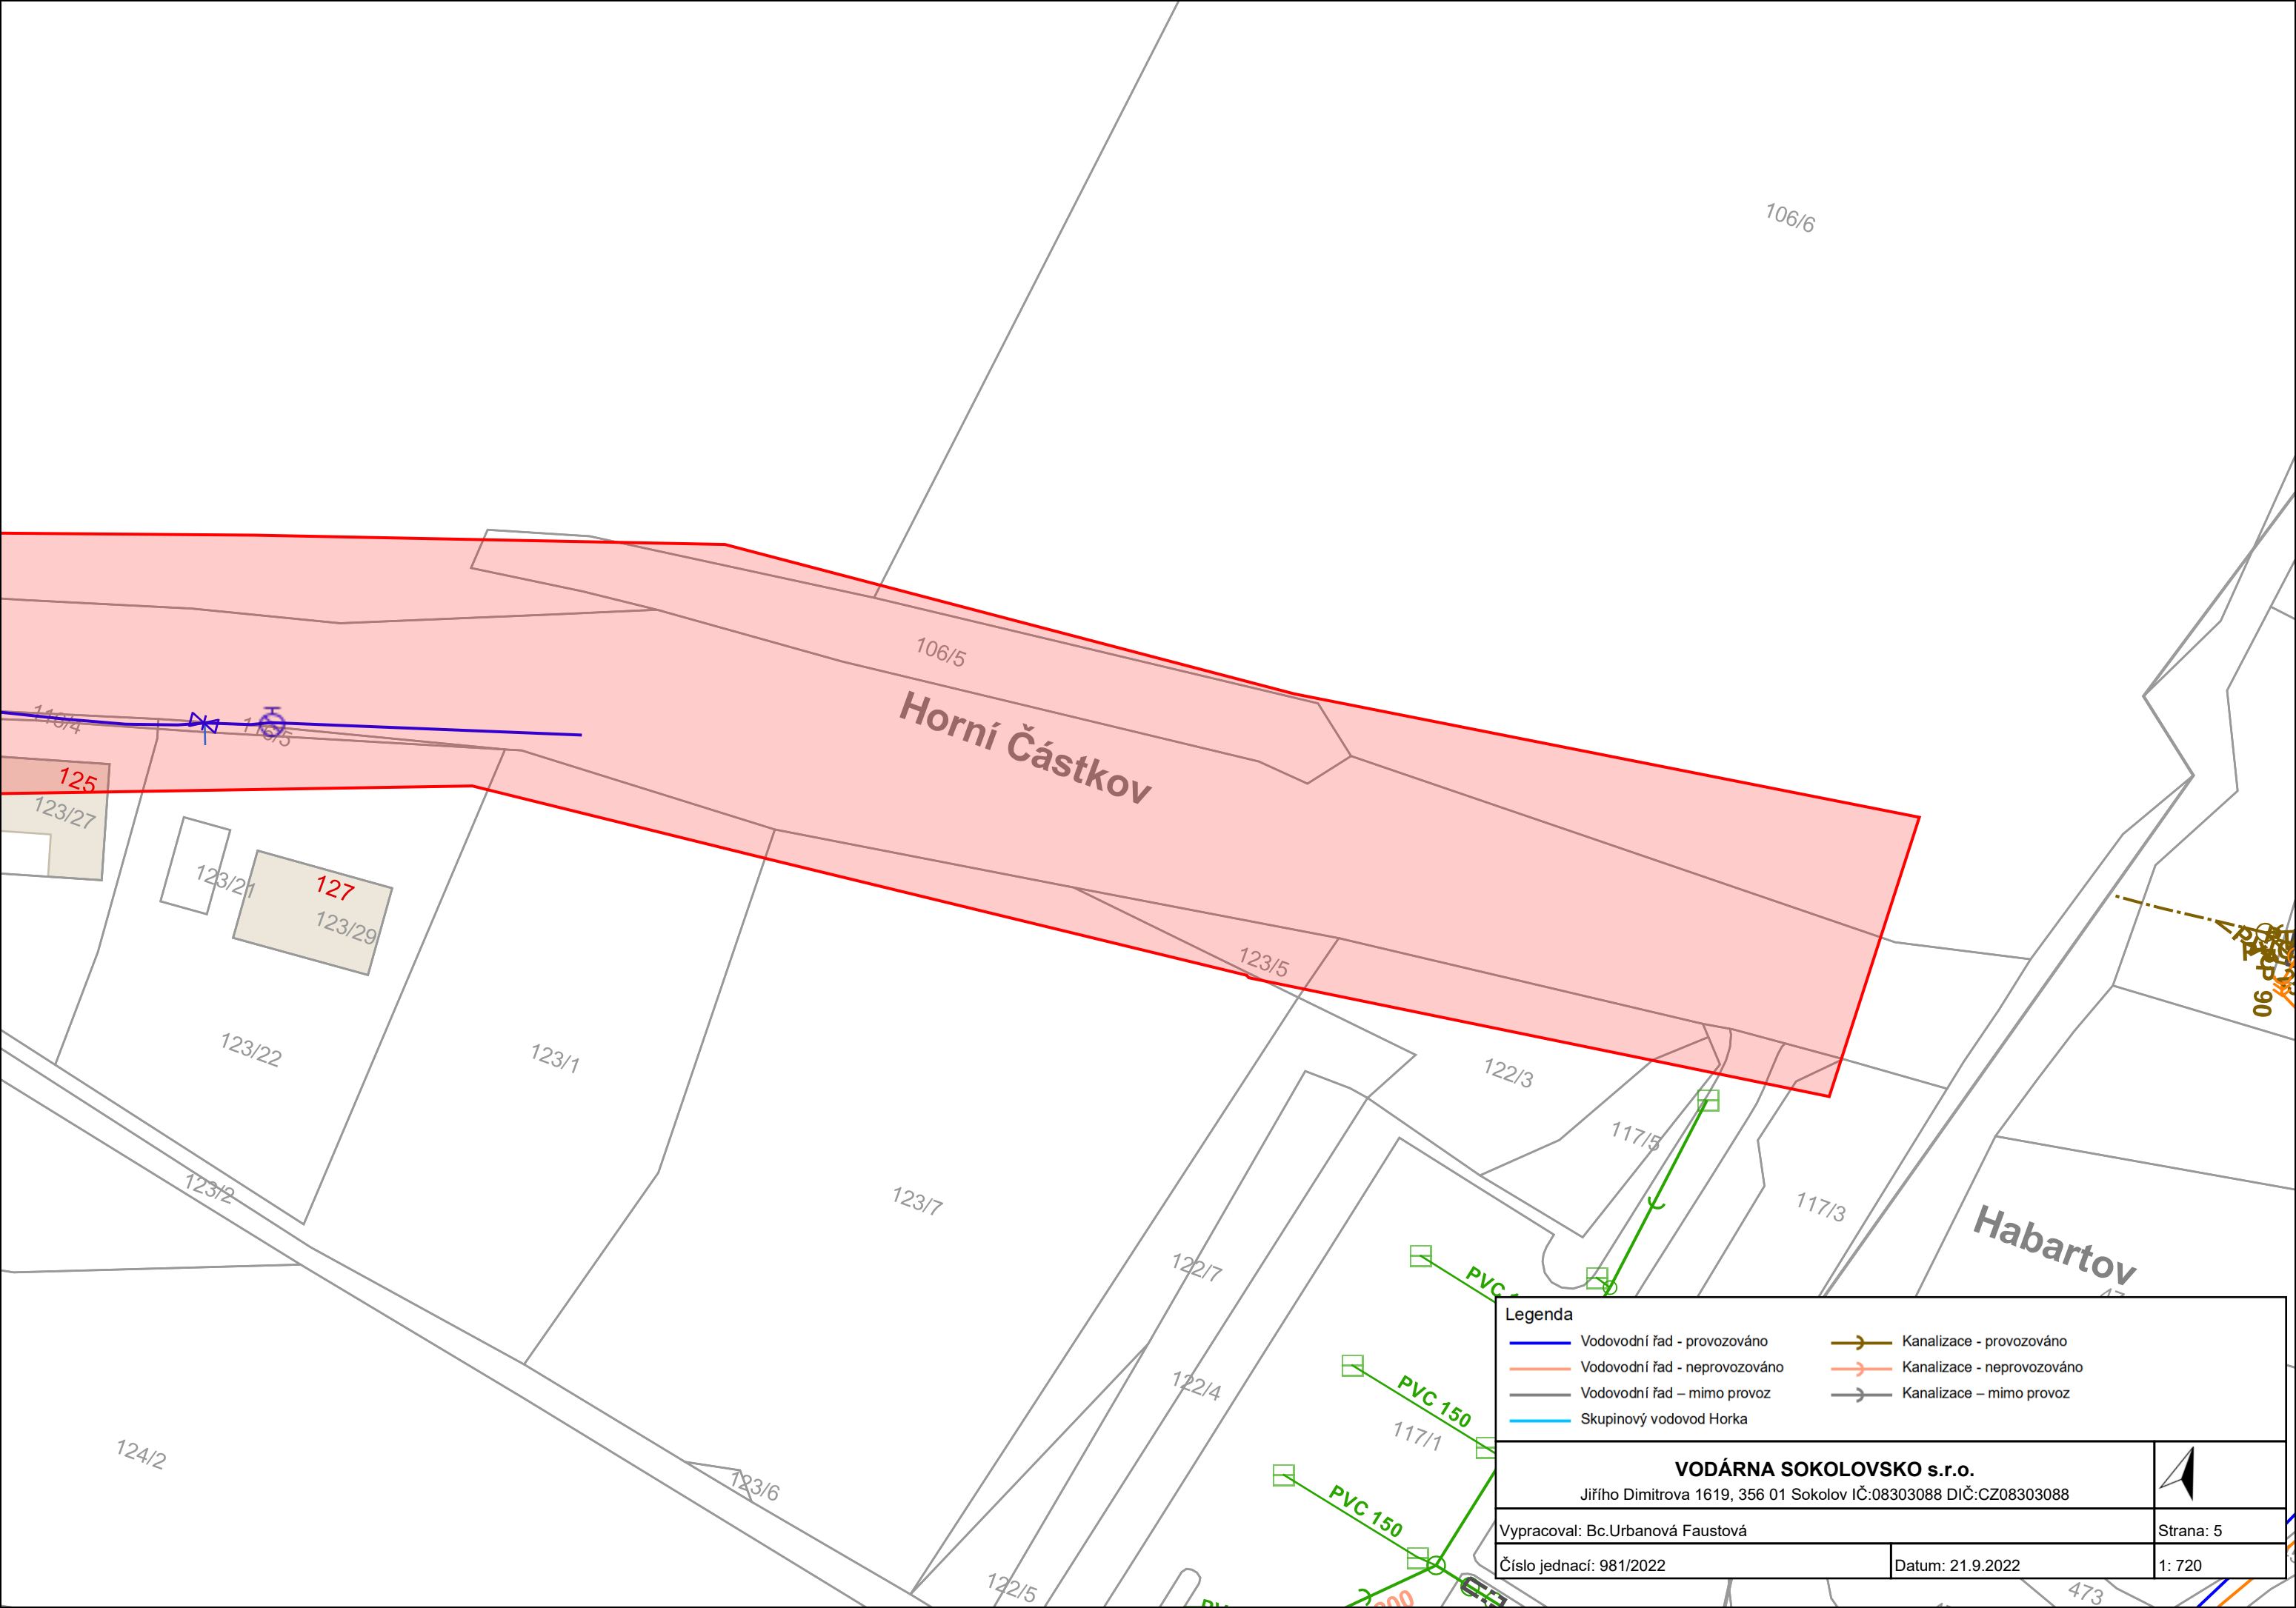 106/6
106/5
Horní Částkov
116/5
125
123/27
123/21
127
123/29
123/5
123/22
123/1
122/3
117/5
123/2
123/7
117/3
Habartov
122/7
122/4
PVC 150
117/1
PVC 150
124/2
123/6
122/5
473
90
Legenda
Vodovodní řad - provozováno
Kanalizace - provozováno
Vodovodní řad - neprovozováno
Kanalizace - neprovozováno
Vodovodní řad – mimo provoz
Kanalizace – mimo provoz
Skupinový vodovod Horka
VODÁRNA SOKOLOVSKO s.r.o.
Jiřího Dimitrova 1619, 356 01 Sokolov IČ:08303088 DIČ:CZ08303088
Vypracoval: Bc.Urbanová Faustová
Strana: 5
Číslo jednací: 981/2022
Datum: 21.9.2022
1: 720